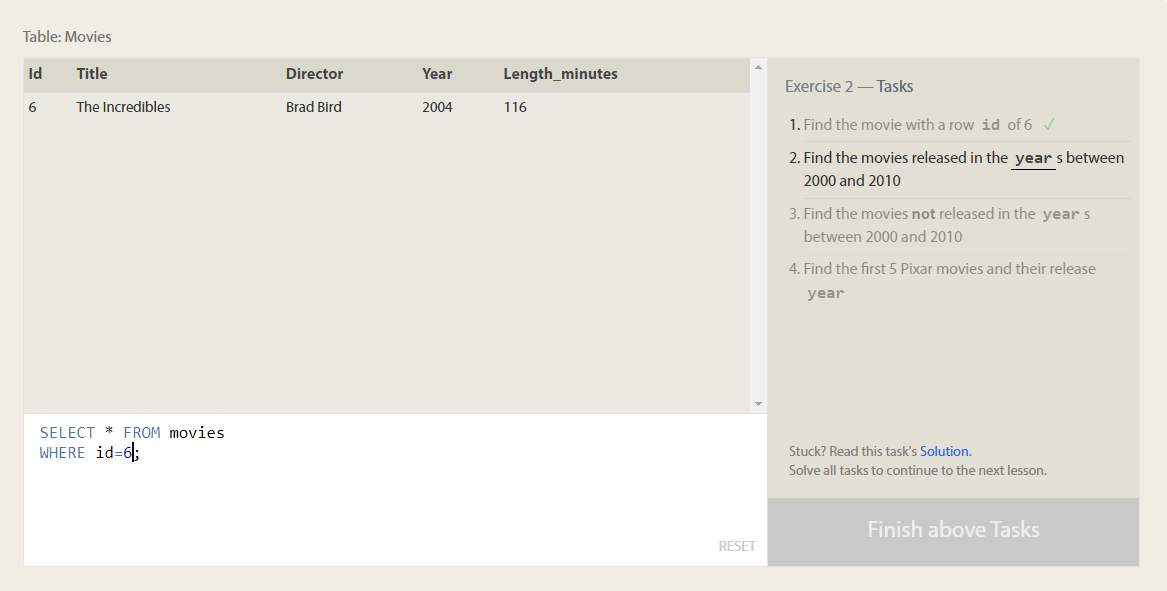 Table: Movies
Id Title Director Year Length_minutes
6 The Incredibles Brad Bird 2004 116
SELECT * FROM movies
WHERE id=6;
RESET
Exercise 2 — Tasks
1. Find the movie with a row id of 6 ✓
2. Find the movies released in the year s between
2000 and 2010
3. Find the movies not released in the year s
between 2000 and 2010
4. Find the first 5 Pixar movies and their release
year
Stuck? Read this task's Solution.
Solve all tasks to continue to the next lesson.
Finish above Tasks